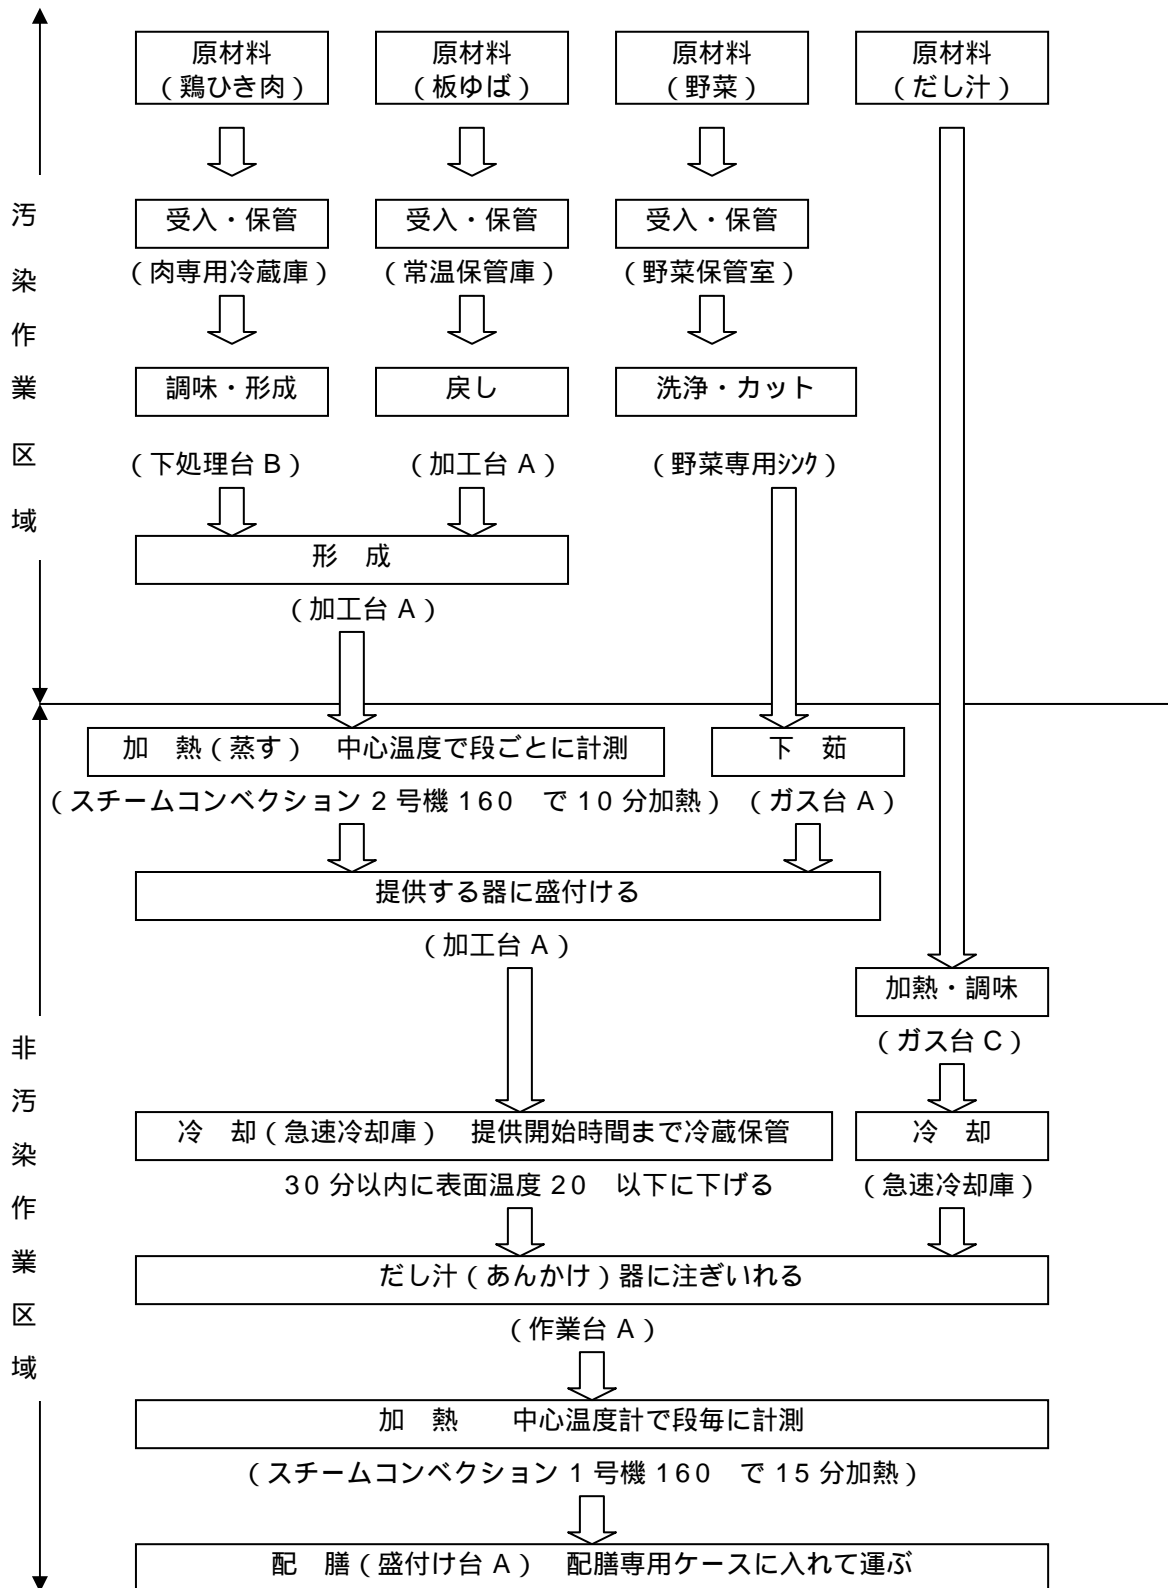 原材料
（鶏ひき肉）
原材料
（板ゆば）
原材料
（野菜）
原材料
（だし汁）
受入・保管
受入・保管
受入・保管
（肉専用冷蔵庫）
（常温保管庫）
（野菜保管室）
調味・形成
戻し
洗浄・カット
（下処理台B）
（加工台A）
（野菜専用ｼﾝｸ）
形　成
（加工台A）
汚染作業区域
加　熱（蒸す）　中心温度で段ごとに計測
下　茹
（スチームコンベクション2号機160　で10分加熱）
（ガス台A）
提供する器に盛付ける
（加工台A）
加熱・調味
（ガス台C）
冷　却（急速冷却庫）　提供開始時間まで冷蔵保管
冷　却
30分以内に表面温度20　以下に下げる
（急速冷却庫）
だし汁（あんかけ）器に注ぎいれる
（作業台A）
加　熱　　中心温度計で段毎に計測
（スチームコンベクション1号機160　で15分加熱）
配　膳（盛付け台A）　配膳専用ケースに入れて運ぶ
非汚染作業区域